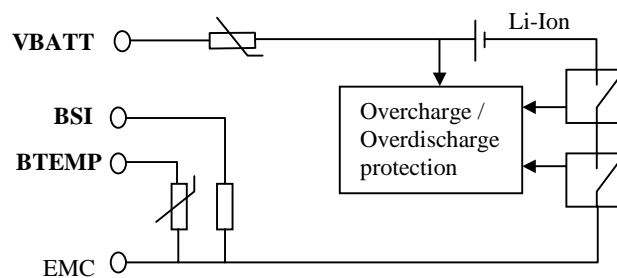 VBATT
Li-Ion
BSI
Overcharge /
Overdischarge
protection
BTEMP
EMC